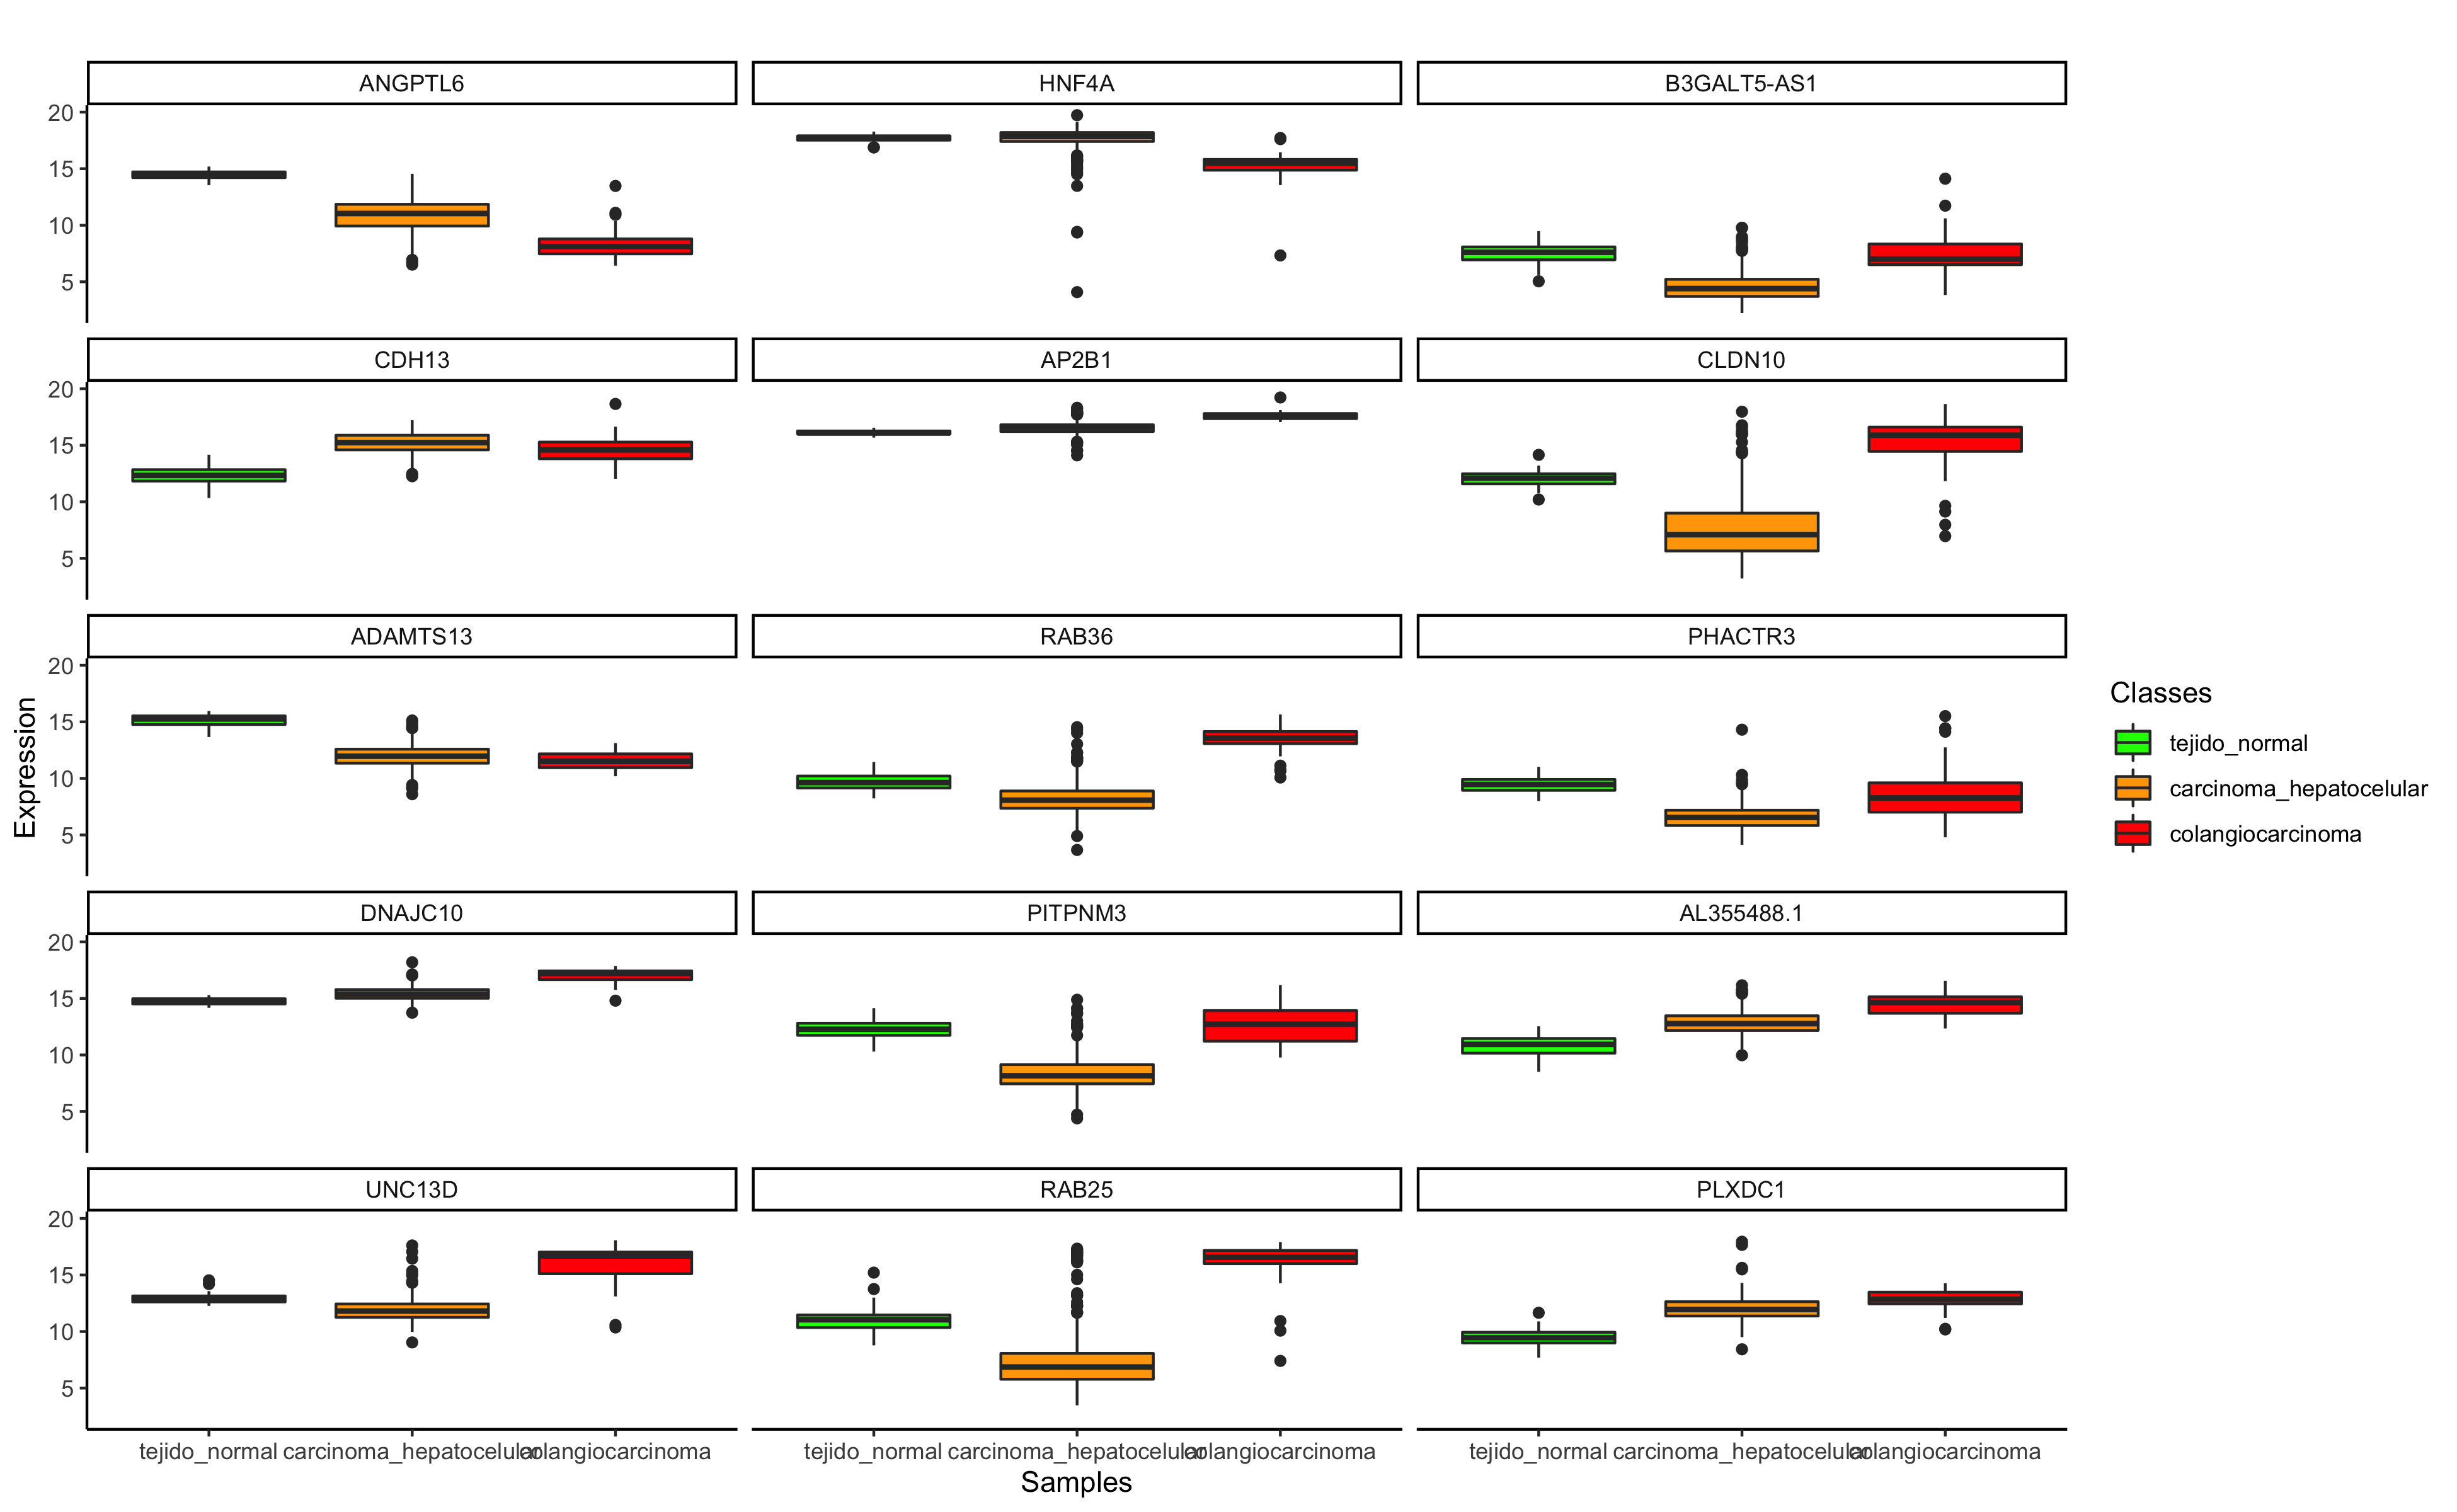 ANGPTL6 HNF4A B3GALT5-AS1
20
15
10
5
CDH13 AP2B1 CLDN10
20
15
10
5
ADAMTS13 RAB36 PHACTR3
20
15
10
5
DNAJC10 PITPNM3 AL355488.1
20
15
10
5
UNC13D RAB25 PLXDC1
20
15
10
5
tejido_normal carcinoma_hepatocelular colangiocarcinoma tejido_normal carcinoma_hepatocelular colangiocarcinoma tejido_normal carcinoma_hepatocelular colangiocarcinoma
Samples
Expression
Classes
tejido_normal
carcinoma_hepatocelular
colangiocarcinoma